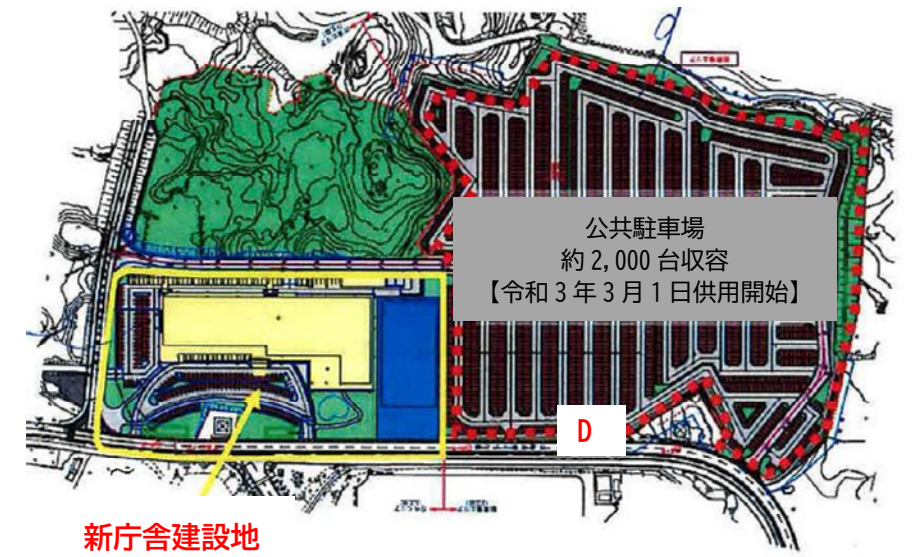 公共駐車場
約 2,000 台収容
【令和 3 年 3 月 1 日供用開始】
D
新庁舎建設地